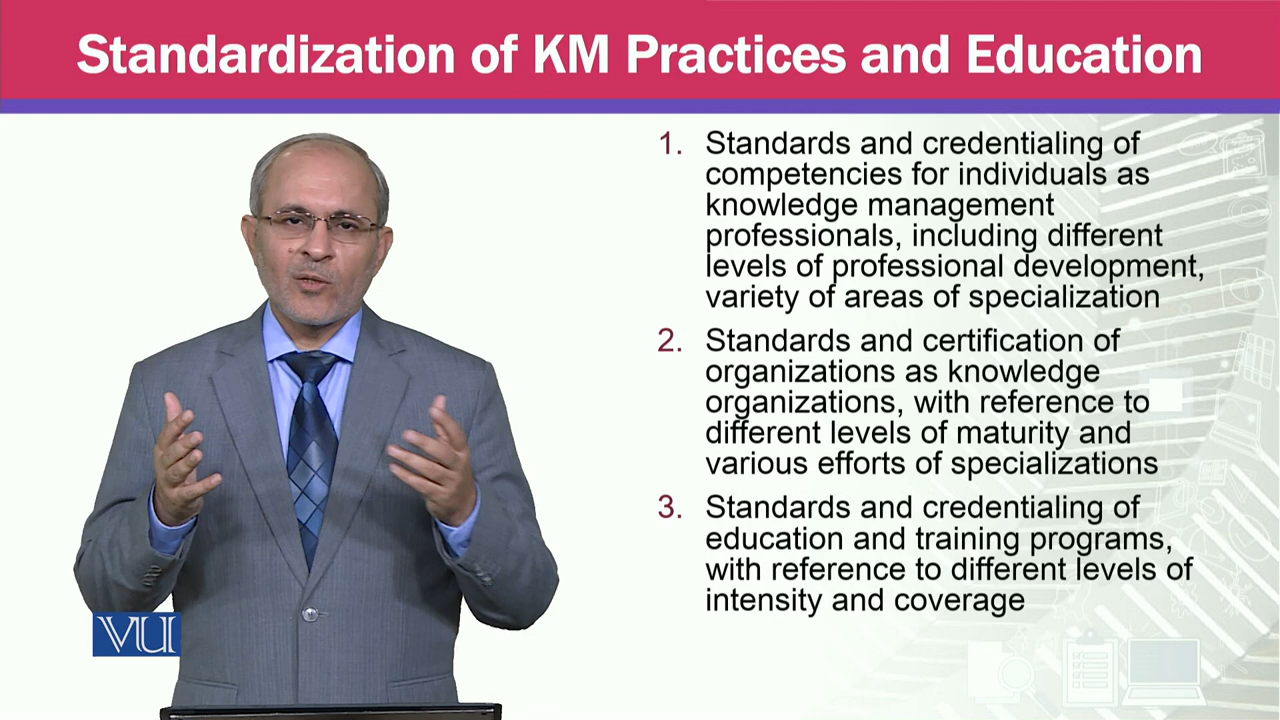 Standardization of KM Practices and Education
1. Standards and credentialing of
competencies for individuals as
knowledge management
professionals, including different
levels of professional development,
variety of areas of specialization
2. Standards and certification of
organizations as knowledge
organizations, with reference to
different levels of maturity and
various efforts of specializations
3. Standards and credentialing of
education and training programs,
with reference to different levels of
intensity and coverage
VU